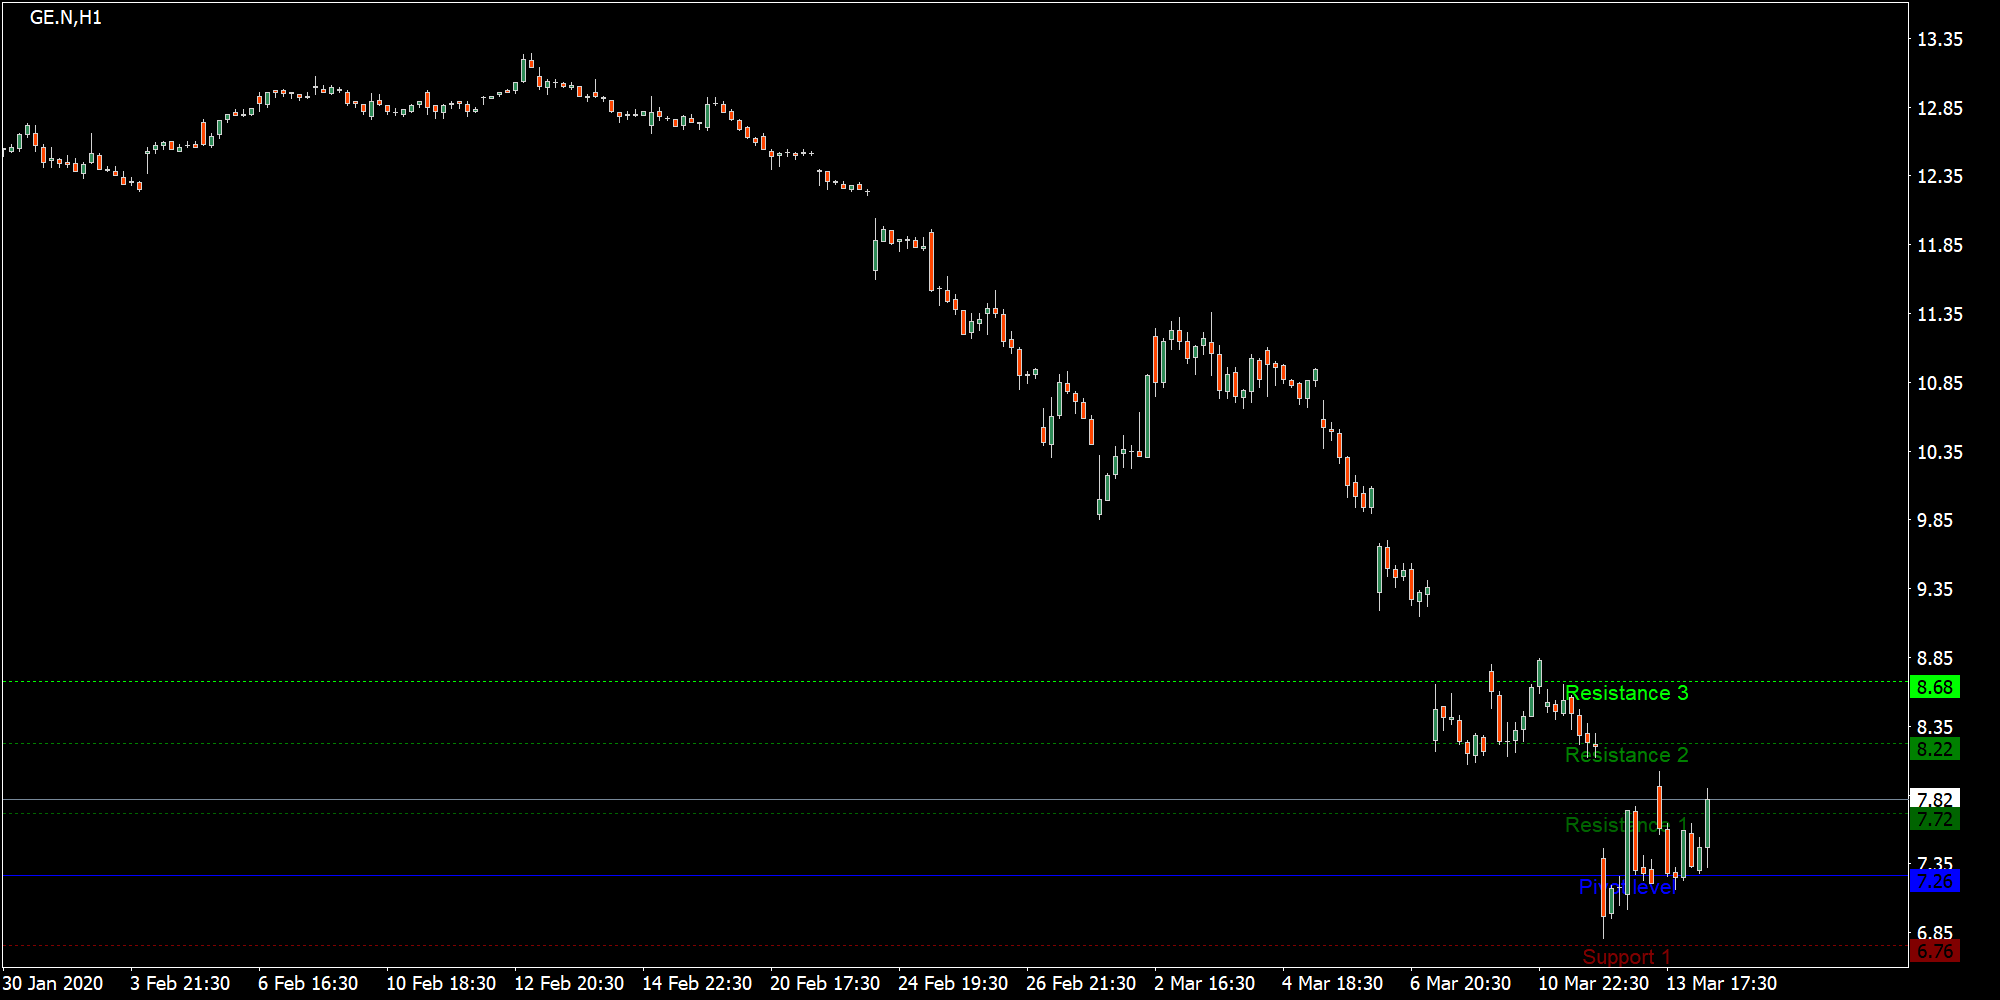 GE.N,H1
13.35
12.85
12.35
11.85
11.35
10.85
10.35
9.85
9.35
8.85
Resistance 3
8.68
8.35
Resistance 2
8.22
7.82
Resistance 1
7.72
7.35
Pivot level
7.26
6.85
Support 1
6.76
30 Jan 2020 3 Feb 21:30 6 Feb 16:30 10 Feb 18:30 12 Feb 20:30 14 Feb 22:30 20 Feb 17:30 24 Feb 19:30 26 Feb 21:30 2 Mar 16:30 4 Mar 18:30 6 Mar 20:30 10 Mar 22:30 13 Mar 17:30